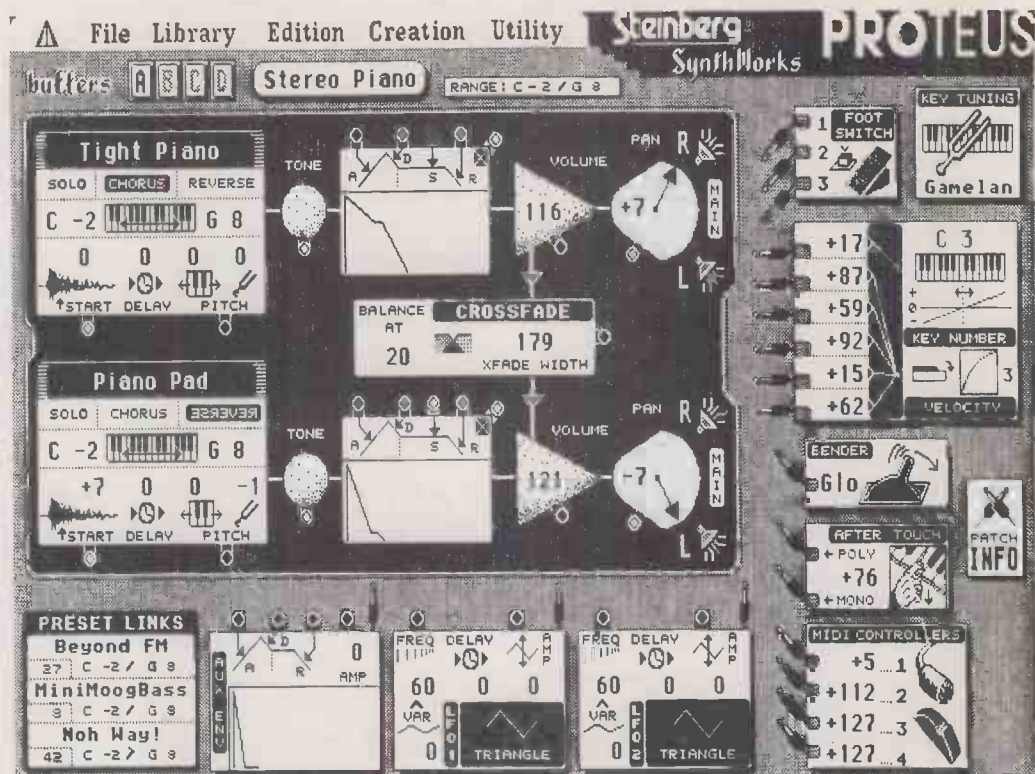 File Library Edition Creation Utility
Steinberg
SynthWorks
PROTEUS
buffers A B C D
Stereo Piano
RANGE: C-2 / G 8
Tight Piano
SOLO CHORUS REVERSE
C -2 G 8
0 0 0 0
↑START DELAY PITCH
TONE
A D S R
VOLUME
116
PAN
R
+7
L
MAIN
BALANCE AT 20
CROSSFADE
179
XFADE WIDTH
Piano Pad
SOLO CHORUS REVERSE
C -2 G 8
+7 0 0 -1
↑START DELAY PITCH
TONE
A D S R
VOLUME
121
PAN
R
-7
L
MAIN
1 FOOT SWITCH
2
3
KEY TUNING
Gamelan
+17
+87
+59
+92
+15
+62
C 3
+
0
-
KEY NUMBER
3
VELOCITY
BENDER
Glo
AFTER TOUCH
←POLY
+76
←MONO
PATCH
INFO
MIDI CONTROLLERS
+5 ...1
+112 ...2
+127 ...3
+127 ...4
PRESET LINKS
Beyond FM
27 C -2 / G 8
MiniMoogBass
8 C -2 / G 8
Noh Way!
42 C -2 / G 8
AUX ENV
A D R
0
AMP
FREQ DELAY AMP
60 0 0
VAR
0
LFO1
TRIANGLE
FREQ DELAY AMP
60 0 0
VAR
0
LFO2
TRIANGLE